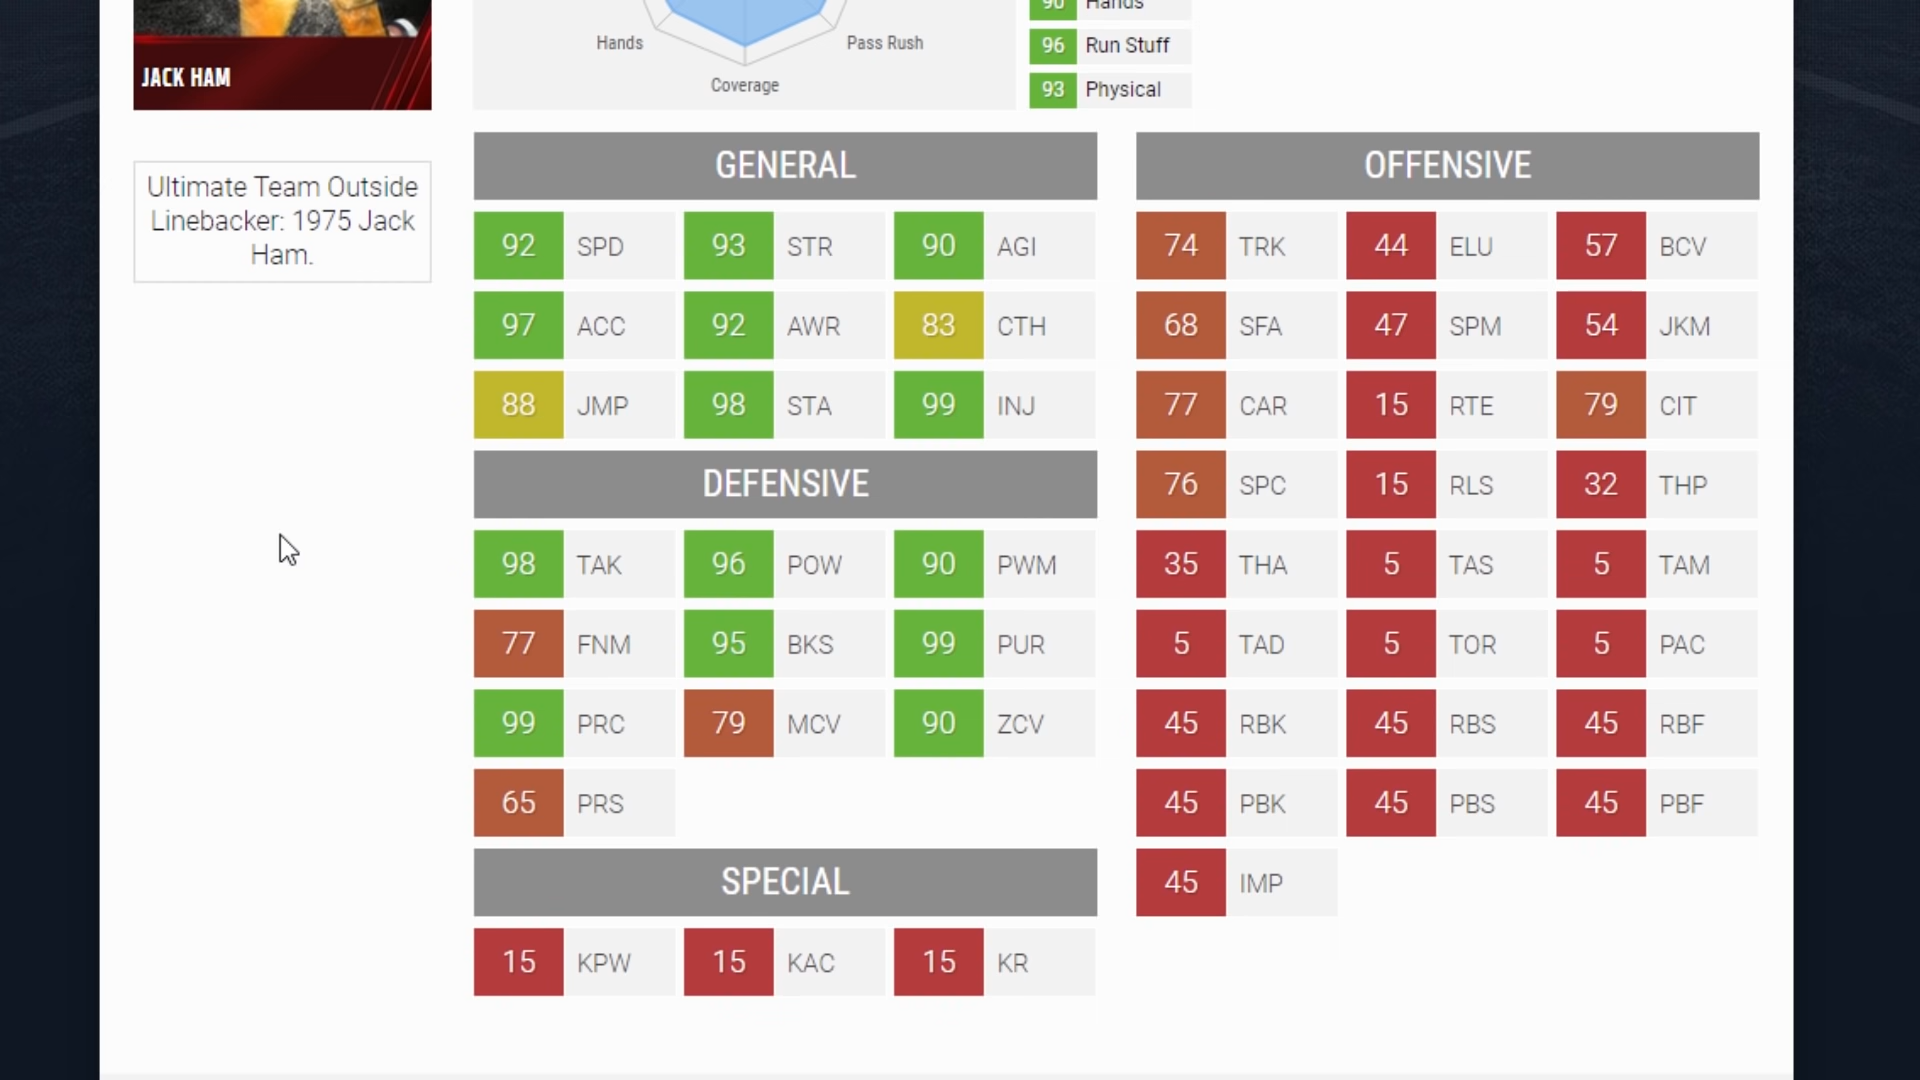 90 Hands
Hands
Pass Rush
96 Run Stuff
Coverage
93 Physical
JACK HAM
Ultimate Team Outside
Linebacker: 1975 Jack
Ham.
GENERAL
92 SPD 93 STR 90 AGI
97 ACC 92 AWR 83 CTH
88 JMP 98 STA 99 INJ
DEFENSIVE
98 TAK 96 POW 90 PWM
77 FNM 95 BKS 99 PUR
99 PRC 79 MCV 90 ZCV
65 PRS
SPECIAL
15 KPW 15 KAC 15 KR
OFFENSIVE
74 TRK 44 ELU 57 BCV
68 SFA 47 SPM 54 JKM
77 CAR 15 RTE 79 CIT
76 SPC 15 RLS 32 THP
35 THA 5 TAS 5 TAM
5 TAD 5 TOR 5 PAC
45 RBK 45 RBS 45 RBF
45 PBK 45 PBS 45 PBF
45 IMP